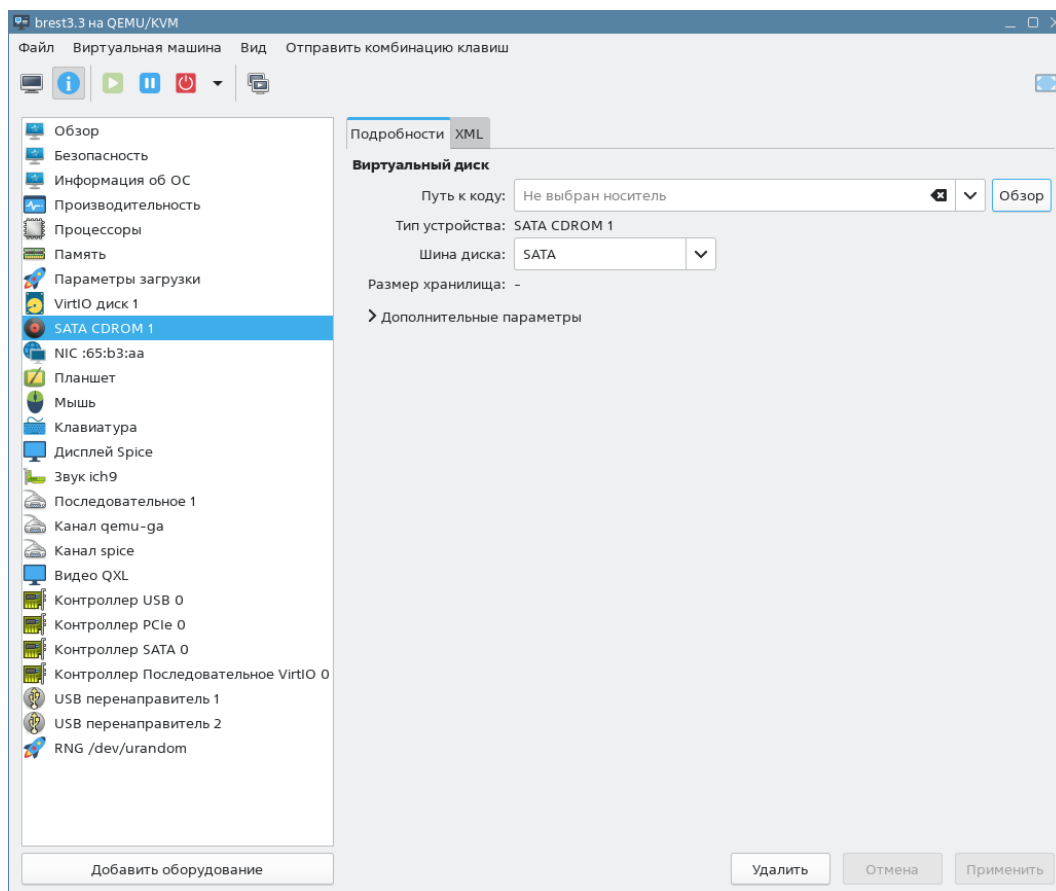 brest3.3 на QEMU/KVM
Файл Виртуальная машина Вид Отправить комбинацию клавиш
Обзор
Безопасность
Информация об ОС
Производительность
Процессоры
Память
Параметры загрузки
VirtIO диск 1
SATA CDROM 1
NIC :65:b3:aa
Планшет
Мышь
Клавиатура
Дисплей Spice
Звук ich9
Последовательное 1
Канал qemu-ga
Канал spice
Видео QXL
Контроллер USB 0
Контроллер PCIe 0
Контроллер SATA 0
Контроллер Последовательное VirtIO 0
USB перенаправитель 1
USB перенаправитель 2
RNG /dev/urandom
Добавить оборудование
Подробности XML
Виртуальный диск
Путь к коду: Не выбран носитель Обзор
Тип устройства: SATA CDROM 1
Шина диска: SATA
Размер хранилища: -
Дополнительные параметры
Удалить Отмена Применить